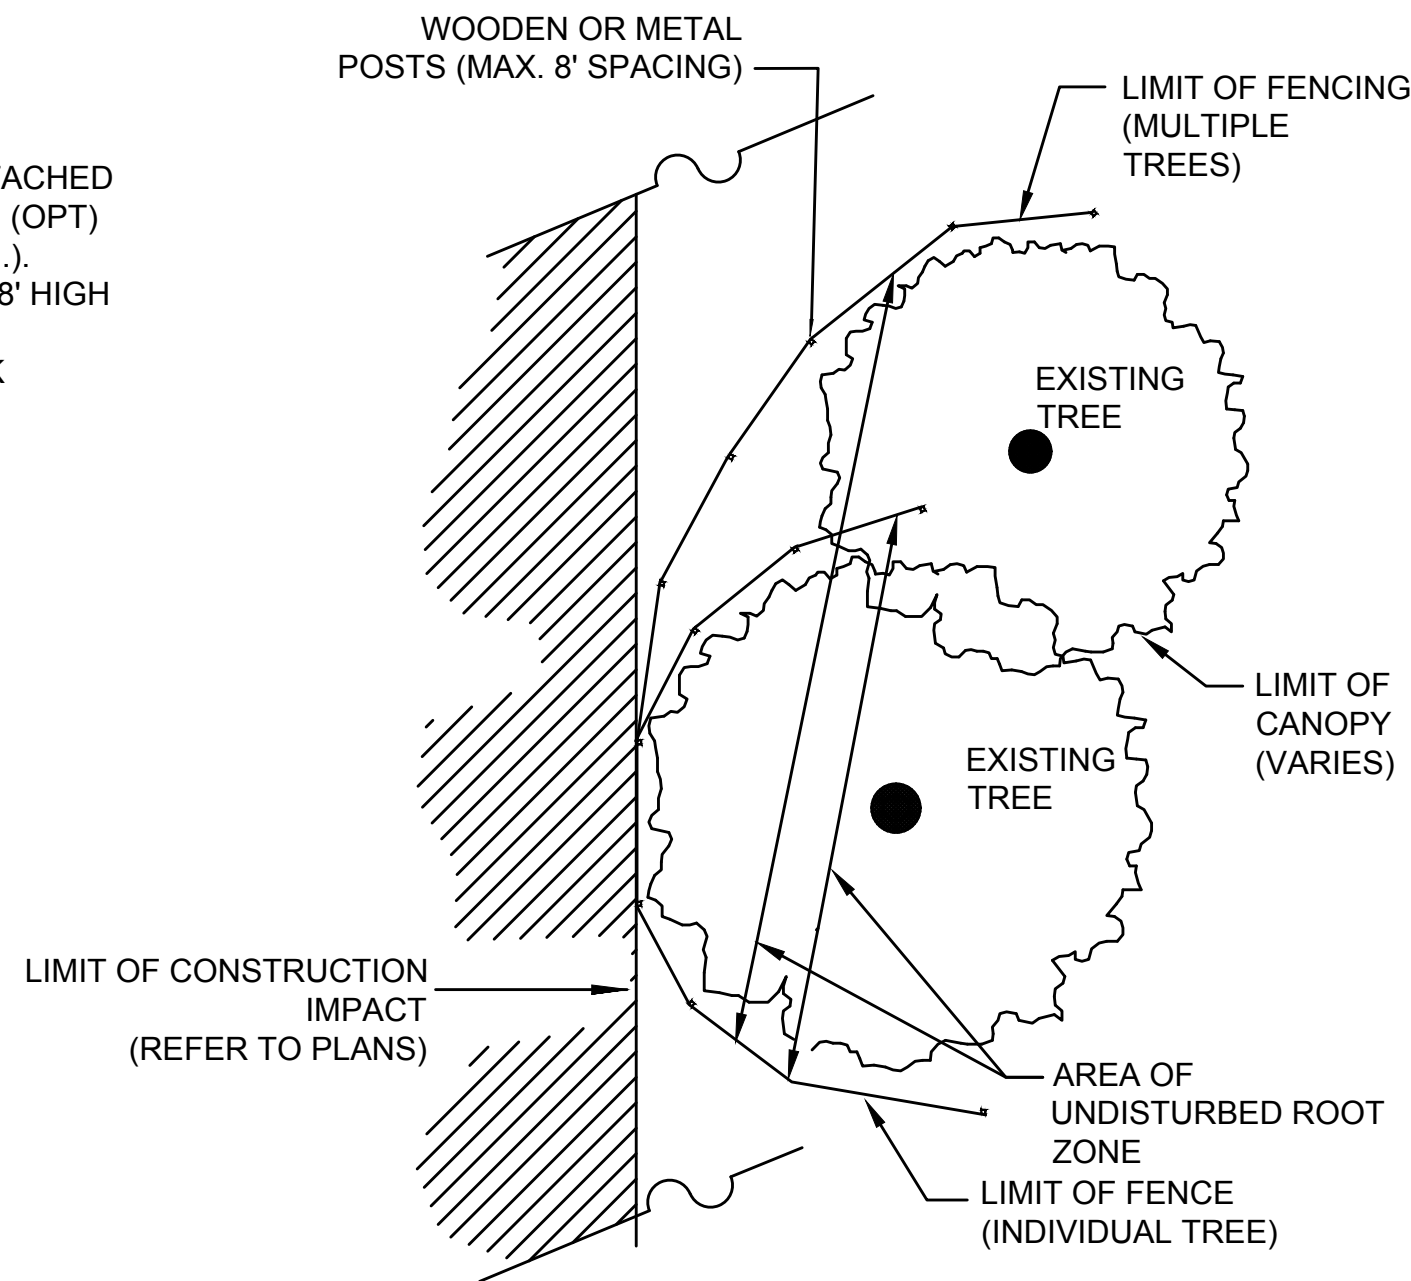 WOODEN OR METAL
POSTS (MAX. 8' SPACING)
LIMIT OF FENCING
(MULTIPLE
TREES)
(OPT)
.).
8' HIGH
EXISTING
TREE
LIMIT OF
CANOPY
(VARIES)
EXISTING
TREE
LIMIT OF CONSTRUCTION
IMPACT
(REFER TO PLANS)
AREA OF
UNDISTURBED ROOT
ZONE
LIMIT OF FENCE
(INDIVIDUAL TREE)